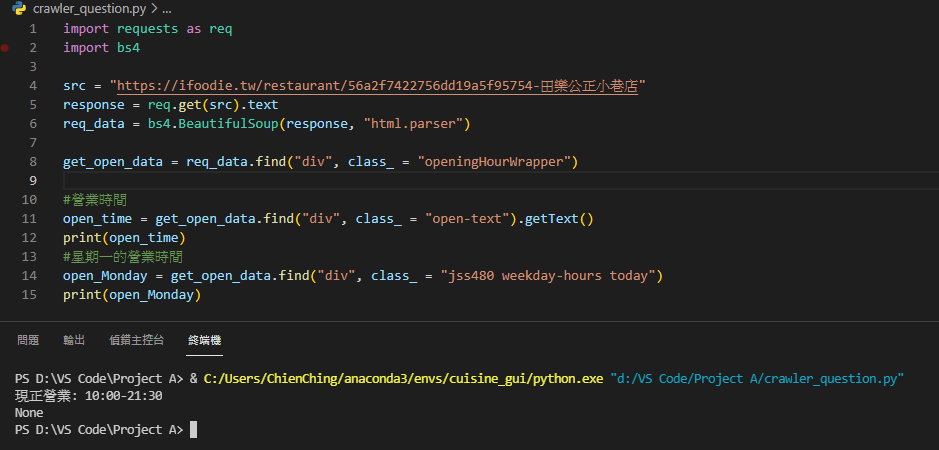 crawler_question.py > ...
1 import requests as req
2 import bs4
3
4 src = "https://ifoodie.tw/restaurant/56a2f7422756dd19a5f95754-田樂公正小巷店"
5 response = req.get(src).text
6 req_data = bs4.BeautifulSoup(response, "html.parser")
7
8 get_open_data = req_data.find("div", class_ = "openingHourWrapper")
9
10 #營業時間
11 open_time = get_open_data.find("div", class_ = "open-text").getText()
12 print(open_time)
13 #星期一的營業時間
14 open_Monday = get_open_data.find("div", class_ = "jss480 weekday-hours today")
15 print(open_Monday)
問題 輸出 偵錯主控台 終端機
PS D:\VS Code\Project A> & C:/Users/ChienChing/anaconda3/envs/cuisine_gui/python.exe "d:/VS Code/Project A/crawler_question.py"
現正營業: 10:00-21:30
None
PS D:\VS Code\Project A>